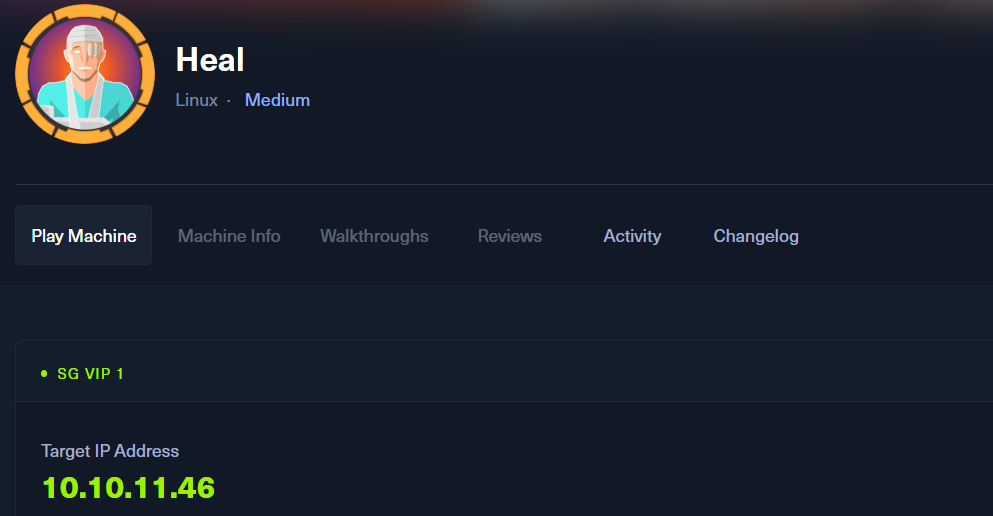 Heal
Linux · Medium
Play Machine Machine Info Walkthroughs Reviews Activity Changelog
SG VIP 1
Target IP Address
10.10.11.46